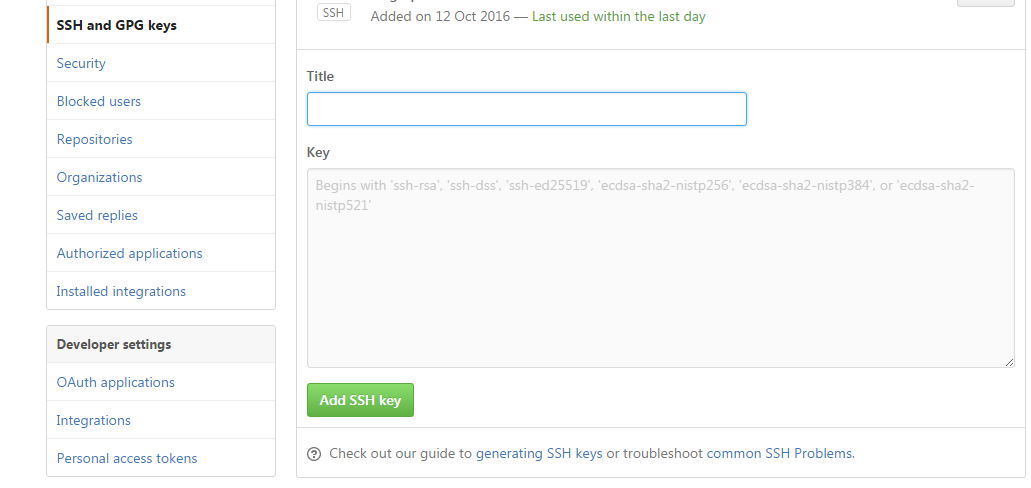 SSH and GPG keys
Security
Blocked users
Repositories
Organizations
Saved replies
Authorized applications
Installed integrations
Developer settings
OAuth applications
Integrations
Personal access tokens
SSH
Added on 12 Oct 2016 — Last used within the last day
Title
Key
Begins with 'ssh-rsa', 'ssh-dss', 'ssh-ed25519', 'ecdsa-sha2-nistp256', 'ecdsa-sha2-nistp384', or 'ecdsa-sha2-
nistp521'
Add SSH key
Check out our guide to generating SSH keys or troubleshoot common SSH Problems.